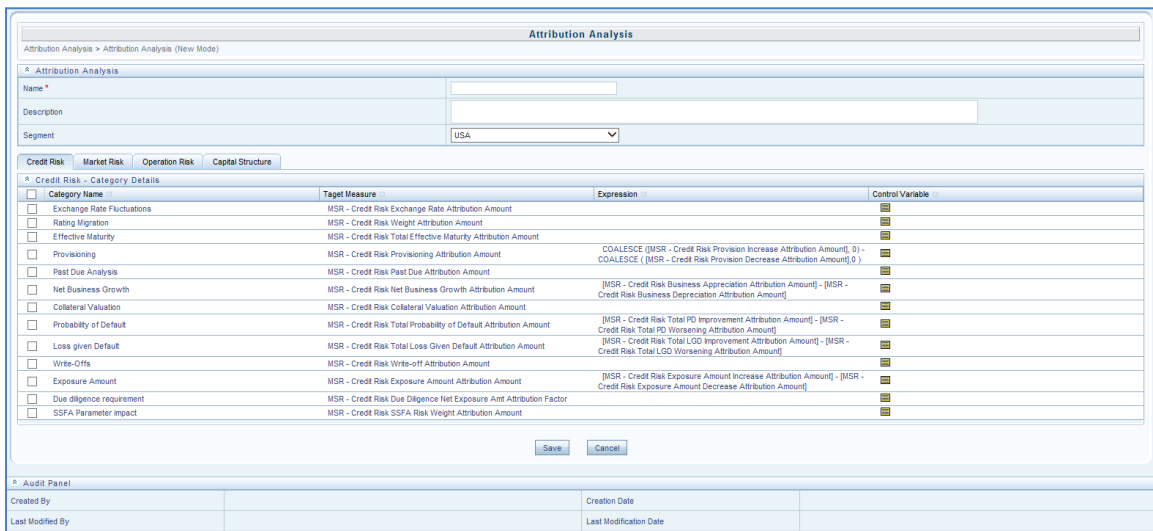 Attribution Analysis
Attribution Analysis > Attribution Analysis (New Mode)
Attribution Analysis
Name *
Description
Segment USA
Credit Risk Market Risk Operation Risk Capital Structure
Credit Risk - Category Details
Category Name Taget Measure Expression Control Variable
Exchange Rate Fluctuations MSR - Credit Risk Exchange Rate Attribution Amount
Rating Migration MSR - Credit Risk Weight Attribution Amount
Effective Maturity MSR - Credit Risk Total Effective Maturity Attribution Amount
Provisioning MSR - Credit Risk Provisioning Attribution Amount COALESCE ([MSR - Credit Risk Provision Increase Attribution Amount], 0) -
COALESCE ( [MSR - Credit Risk Provision Decrease Attribution Amount],0 )
Past Due Analysis MSR - Credit Risk Past Due Attribution Amount
Net Business Growth MSR - Credit Risk Net Business Growth Attribution Amount [MSR - Credit Risk Business Appreciation Attribution Amount] - [MSR -
Credit Risk Business Depreciation Attribution Amount]
Collateral Valuation MSR - Credit Risk Collateral Valuation Attribution Amount
Probability of Default MSR - Credit Risk Total Probability of Default Attribution Amount [MSR - Credit Risk Total PD Improvement Attribution Amount] - [MSR -
Credit Risk Total PD Worsening Attribution Amount]
Loss given Default MSR - Credit Risk Total Loss Given Default Attribution Amount [MSR - Credit Risk Total LGD Improvement Attribution Amount] - [MSR -
Credit Risk Total LGD Worsening Attribution Amount]
Write-Offs MSR - Credit Risk Write-off Attribution Amount
Exposure Amount MSR - Credit Risk Exposure Amount Attribution Amount [MSR - Credit Risk Exposure Amount Increase Attribution Amount] - [MSR -
Credit Risk Exposure Amount Decrease Attribution Amount]
Due diligence requirement MSR - Credit Risk Due Diligence Net Exposure Amt Attribution Factor
SSFA Parameter impact MSR - Credit Risk SSFA Risk Weight Attribution Amount
Save Cancel
Audit Panel
Created By Creation Date
Last Modified By Last Modification Date